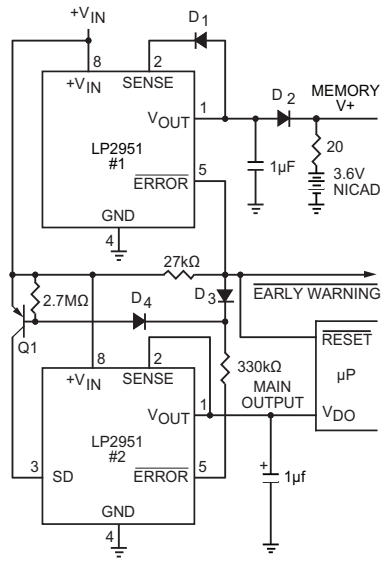 +VIN
D1
8
2
+VIN
SENSE
VOUT
1
D2
MEMORY
V+
LP2951
#1
20
1µF
3.6V
NICAD
ERROR
5
GND
4
27kΩ
2.7MΩ
D4
D3
EARLY WARNING
Q1
8
2
+VIN
SENSE
330kΩ
RESET
µP
VOUT
1
MAIN
OUTPUT
VDO
LP2951
#2
3
SD
ERROR
5
+
1µf
GND
4